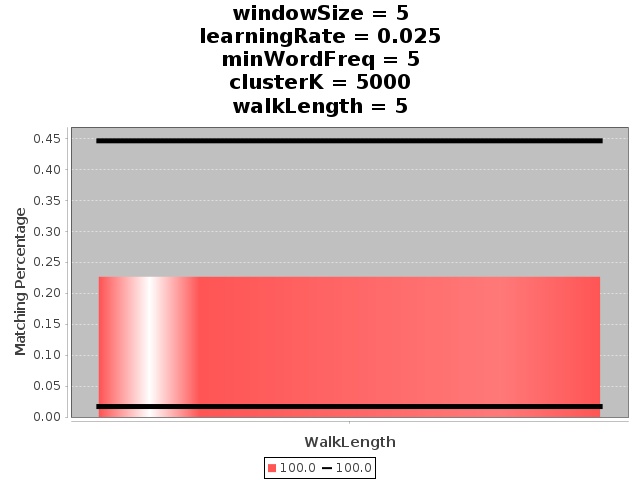 windowSize = 5
learningRate = 0.025
minWordFreq = 5
clusterK = 5000
walkLength = 5
0.45
0.40
0.35
0.30
0.25
0.20
0.15
0.10
0.05
0.00
Matching Percentage
WalkLength
100.0 100.0